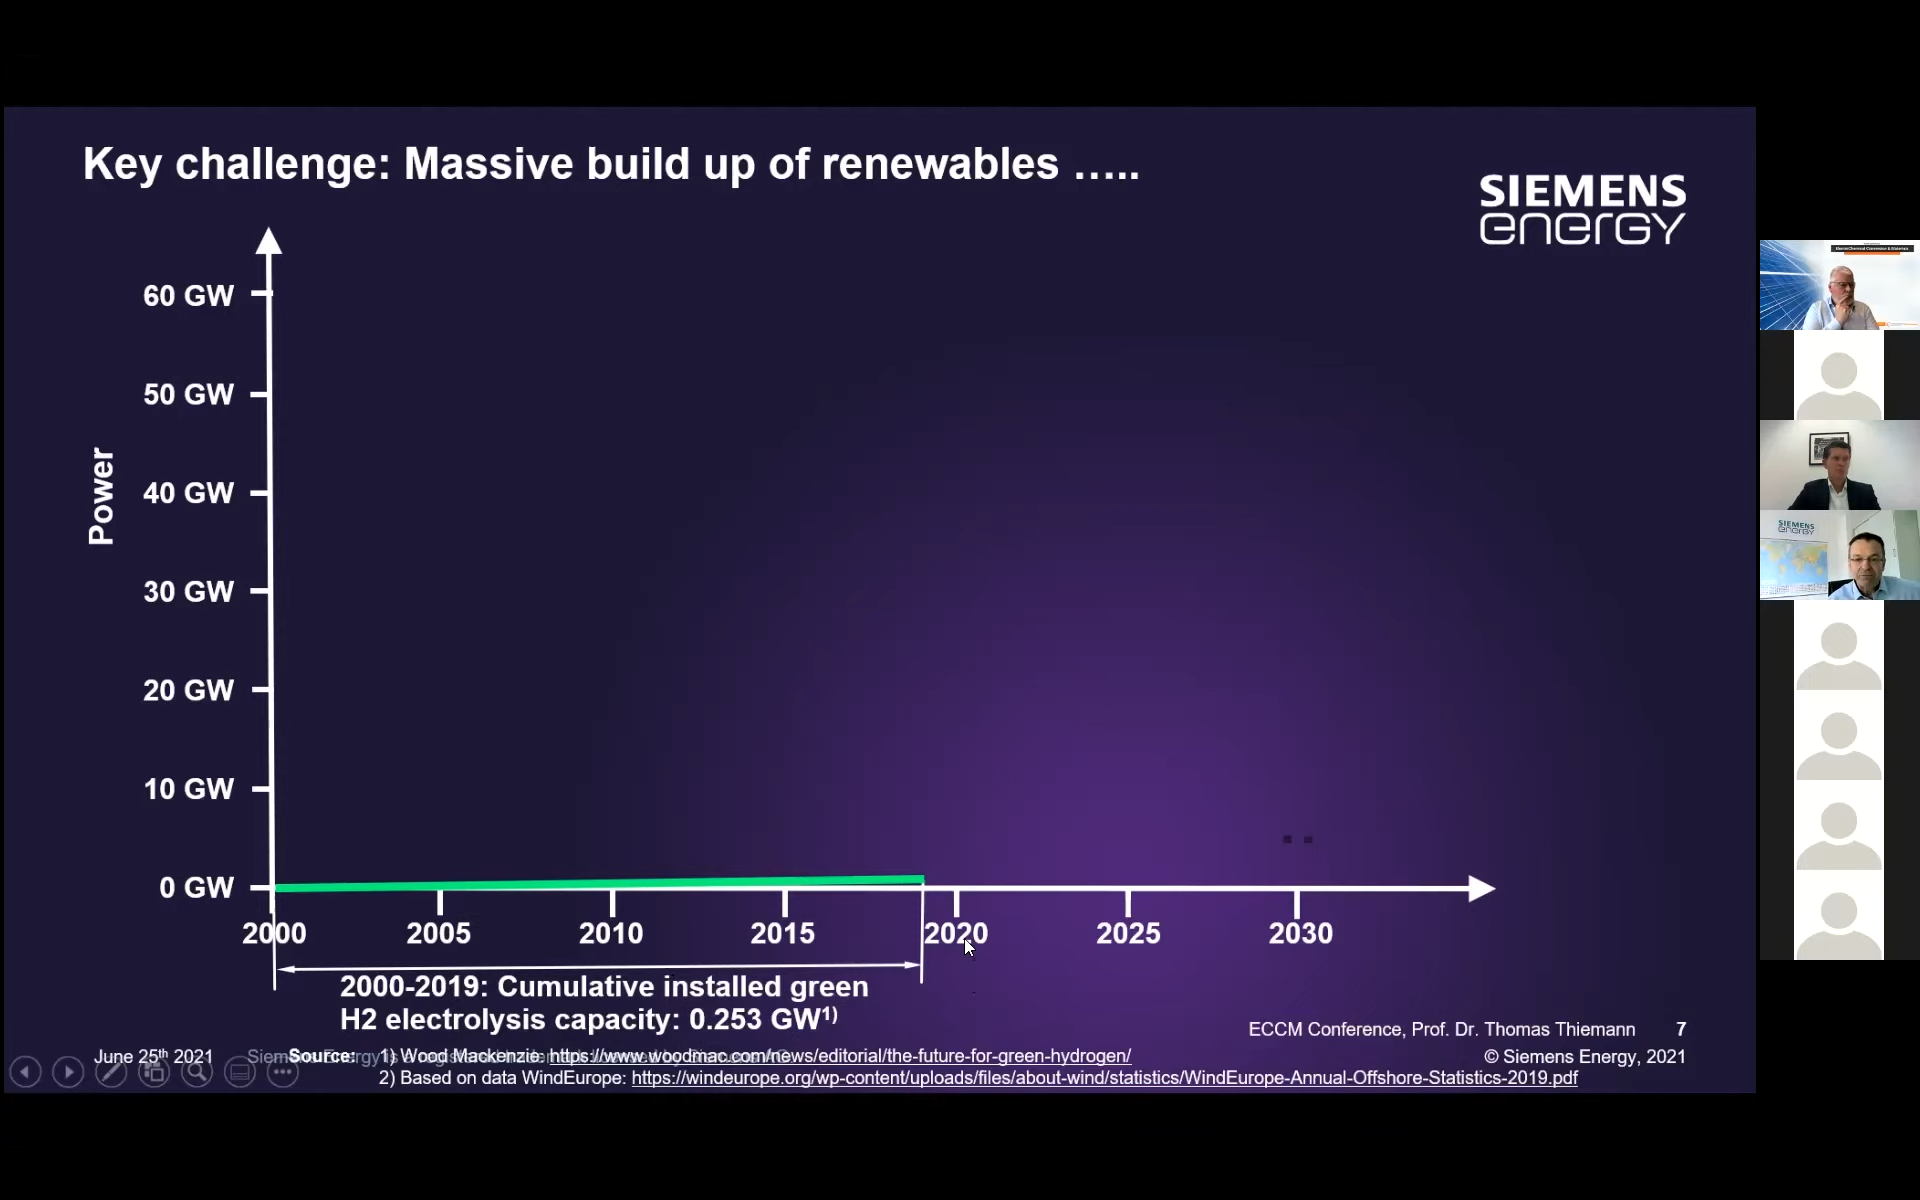 Key challenge: Massive build up of renewables …..
SIEMENS
energy
60 GW
50 GW
40 GW
30 GW
20 GW
10 GW
0 GW
Power
2000
2005
2010
2015
2020
2025
2030
2000-2019: Cumulative installed green
H2 electrolysis capacity: 0.253 GW1)
ECCM Conference, Prof. Dr. Thomas Thiemann 7
June 25th 2021
Source: 1) Wood Mackenzie: https://www.woodmac.com/news/editorial/the-future-for-green-hydrogen/
© Siemens Energy, 2021
2) Based on data WindEurope: https://windeurope.org/wp-content/uploads/files/about-wind/statistics/WindEurope-Annual-Offshore-Statistics-2019.pdf
SIEMENS
energy